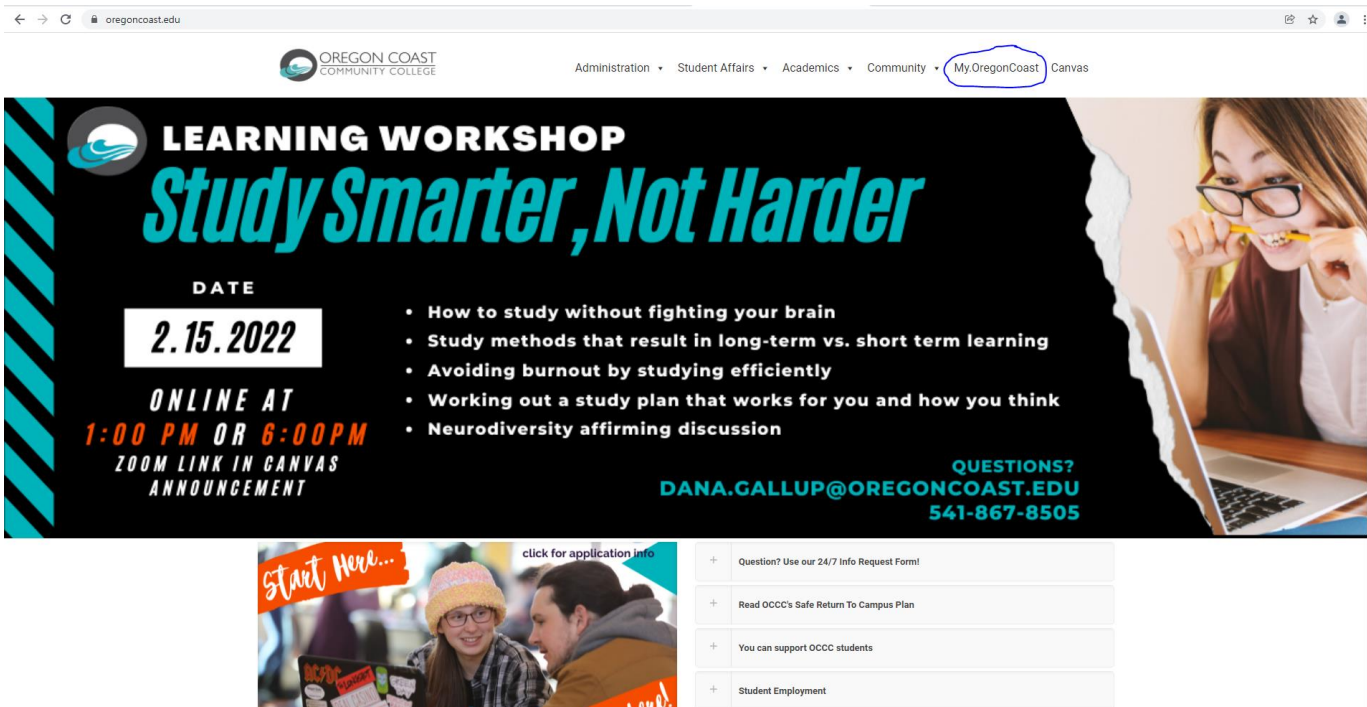 oregoncoast.edu
OREGON COAST
COMMUNITY COLLEGE
Administration Student Affairs Academics Community My.OregonCoast Canvas
LEARNING WORKSHOP
Study Smarter, Not Harder
DATE
2.15.2022
ONLINE AT
1:00 PM OR 6:00PM
ZOOM LINK IN CANVAS
ANNOUNCEMENT
• How to study without fighting your brain
• Study methods that result in long-term vs. short term learning
• Avoiding burnout by studying efficiently
• Working out a study plan that works for you and how you think
• Neurodiversity affirming discussion
QUESTIONS?
DANA.GALLUP@OREGONCOAST.EDU
541-867-8505
Start Here...
click for application info
AC/DC
+ Question? Use our 24/7 Info Request Form!
+ Read OCCC's Safe Return To Campus Plan
+ You can support OCCC students
+ Student Employment